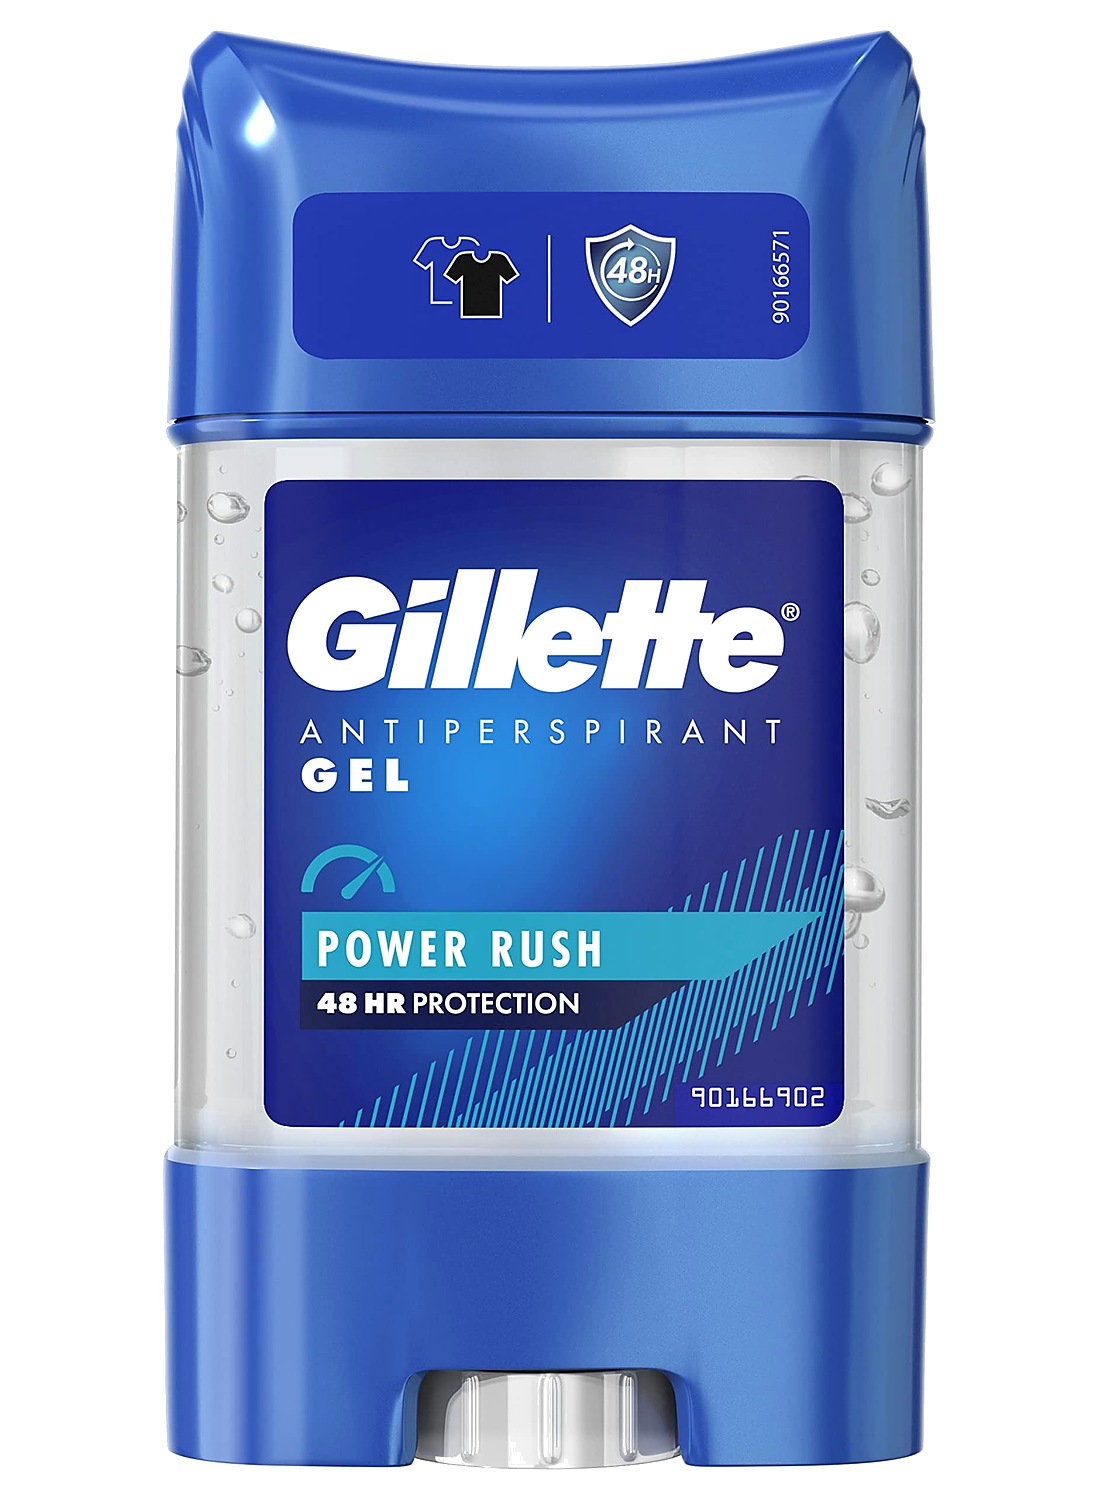 48H
90166571
Gillette®
ANTIPERSPIRANT
GEL
POWER RUSH
48 HR PROTECTION
90166902